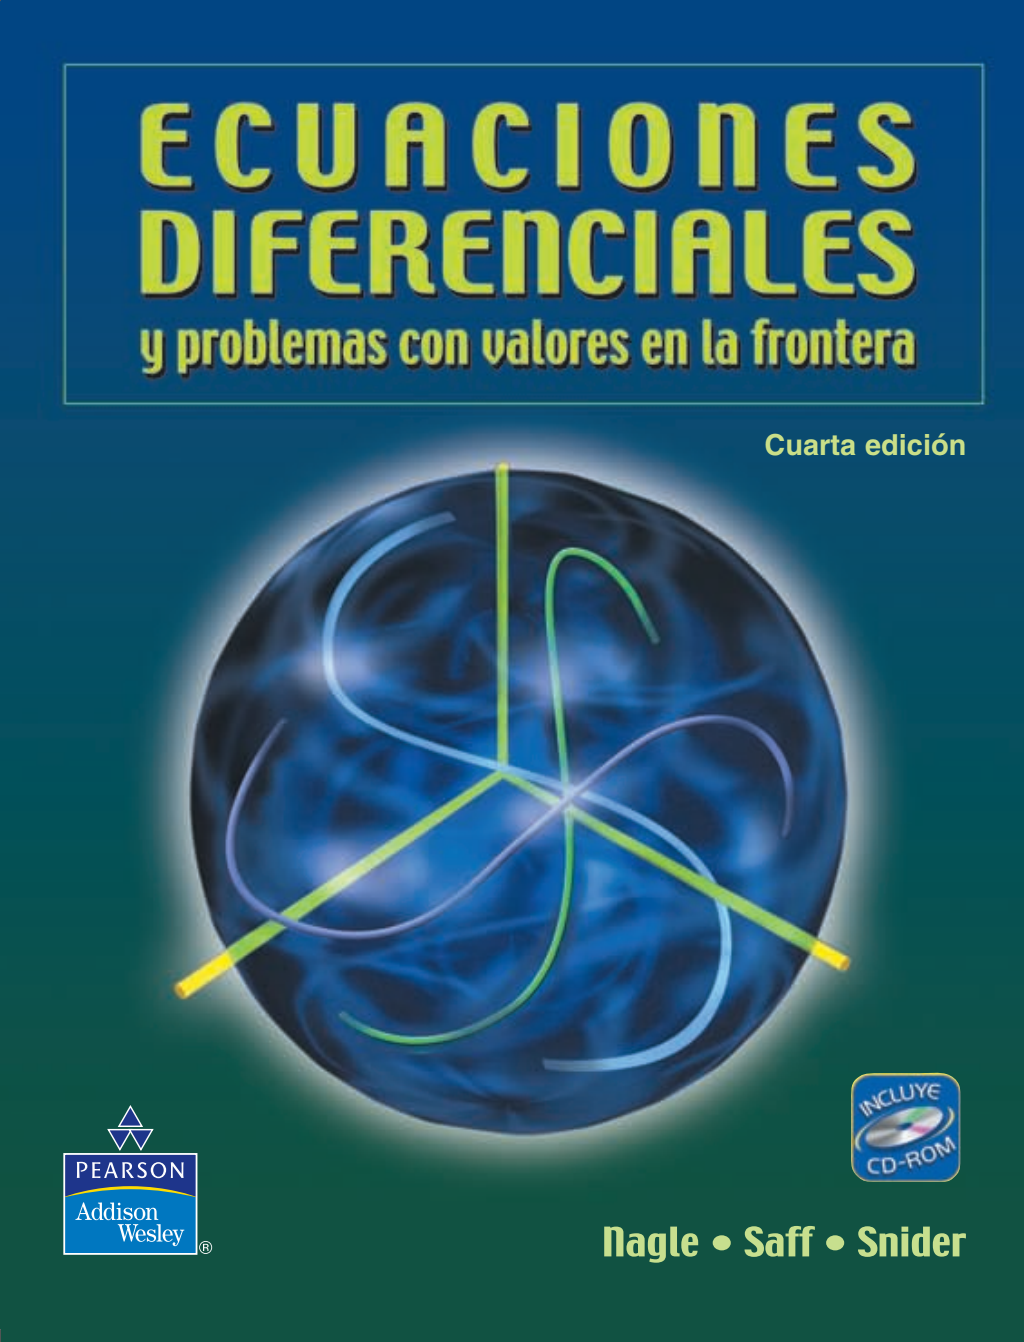 ECUACIONES
DIFERENCIALES
y problemas con valores en la frontera
Cuarta edición
INCLUYE
CD-ROM
PEARSON
Addison
Wesley
®
Nagle • Saff • Snider